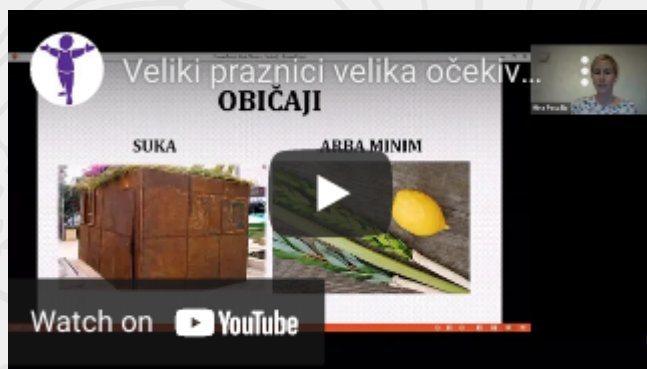 Veliki praznici velika očekiv...
OBIČAJI
SUKA
ARBA MINIM
Watch on YouTube